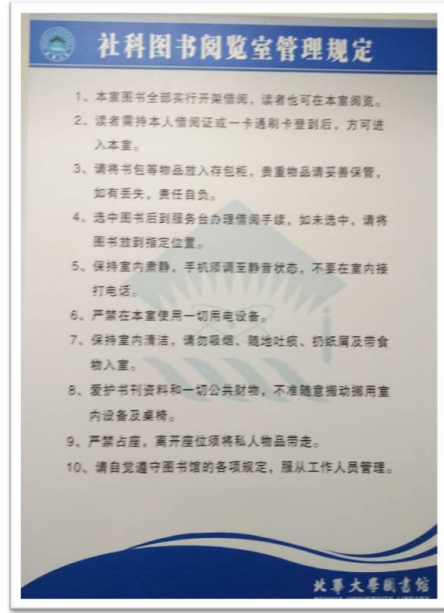 社科图书阅览室管理规定
1、本室图书全部实行开架借阅，读者也可在本室阅览。
2、读者需持本人借阅证或一卡通刷卡登到后，方可进
入本室。
3、请将书包等物品放入存包柜，贵重物品请妥善保管，
如有丢失，责任自负。
4、选中图书后到服务台办理借阅手续，如未选中，请将
图书放到指定位置。
5、保持室内肃静，手机须调至静音状态，不要在室内接
打电话。
6、严禁在本室使用一切用电设备。
7、保持室内清洁，请勿吸烟、随地吐痰、扔纸屑及带食
物入室。
8、爱护书刊资料和一切公共财物，不准随意搬动挪用室
内设备及桌椅。
9、严禁占座，离开座位须将私人物品带走。
10、请自觉遵守图书馆的各项规定，服从工作人员管理。
北华大学图书馆